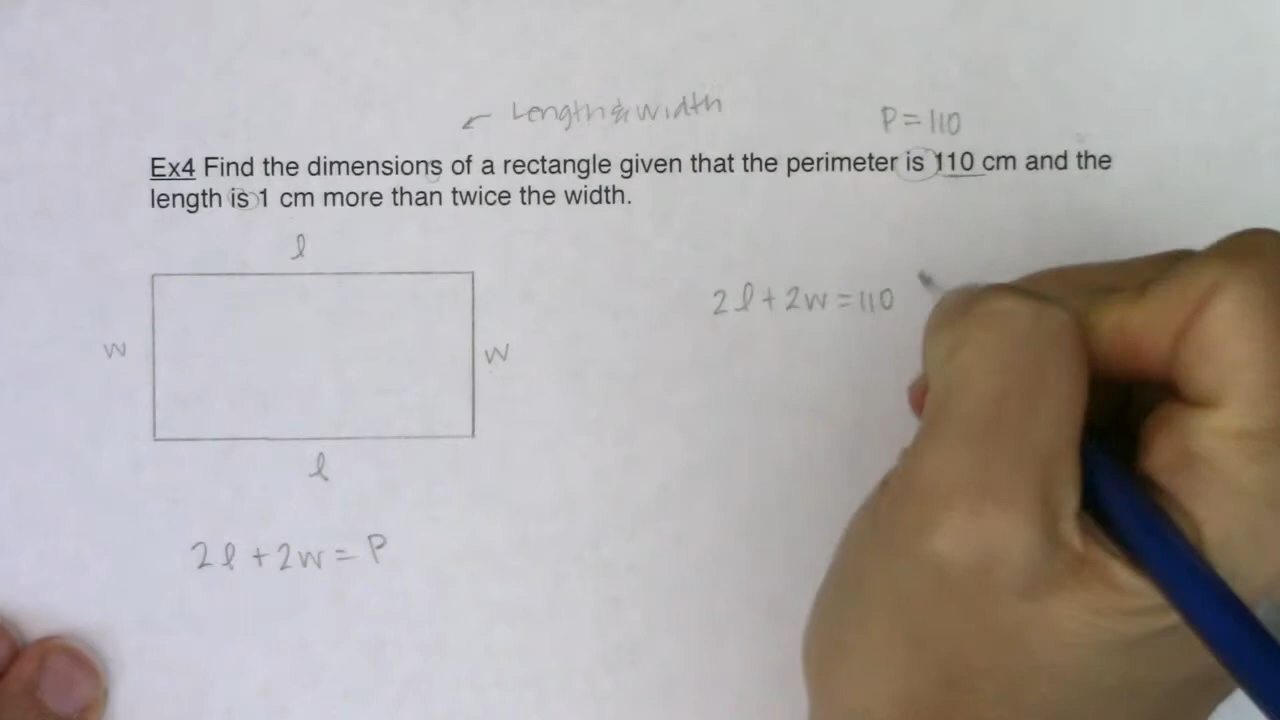 Length & width
P = 110
Ex4 Find the dimensions of a rectangle given that the perimeter is 110 cm and the
length is 1 cm more than twice the width.
l
w
w
l
2l + 2w = 110
2l + 2w = P